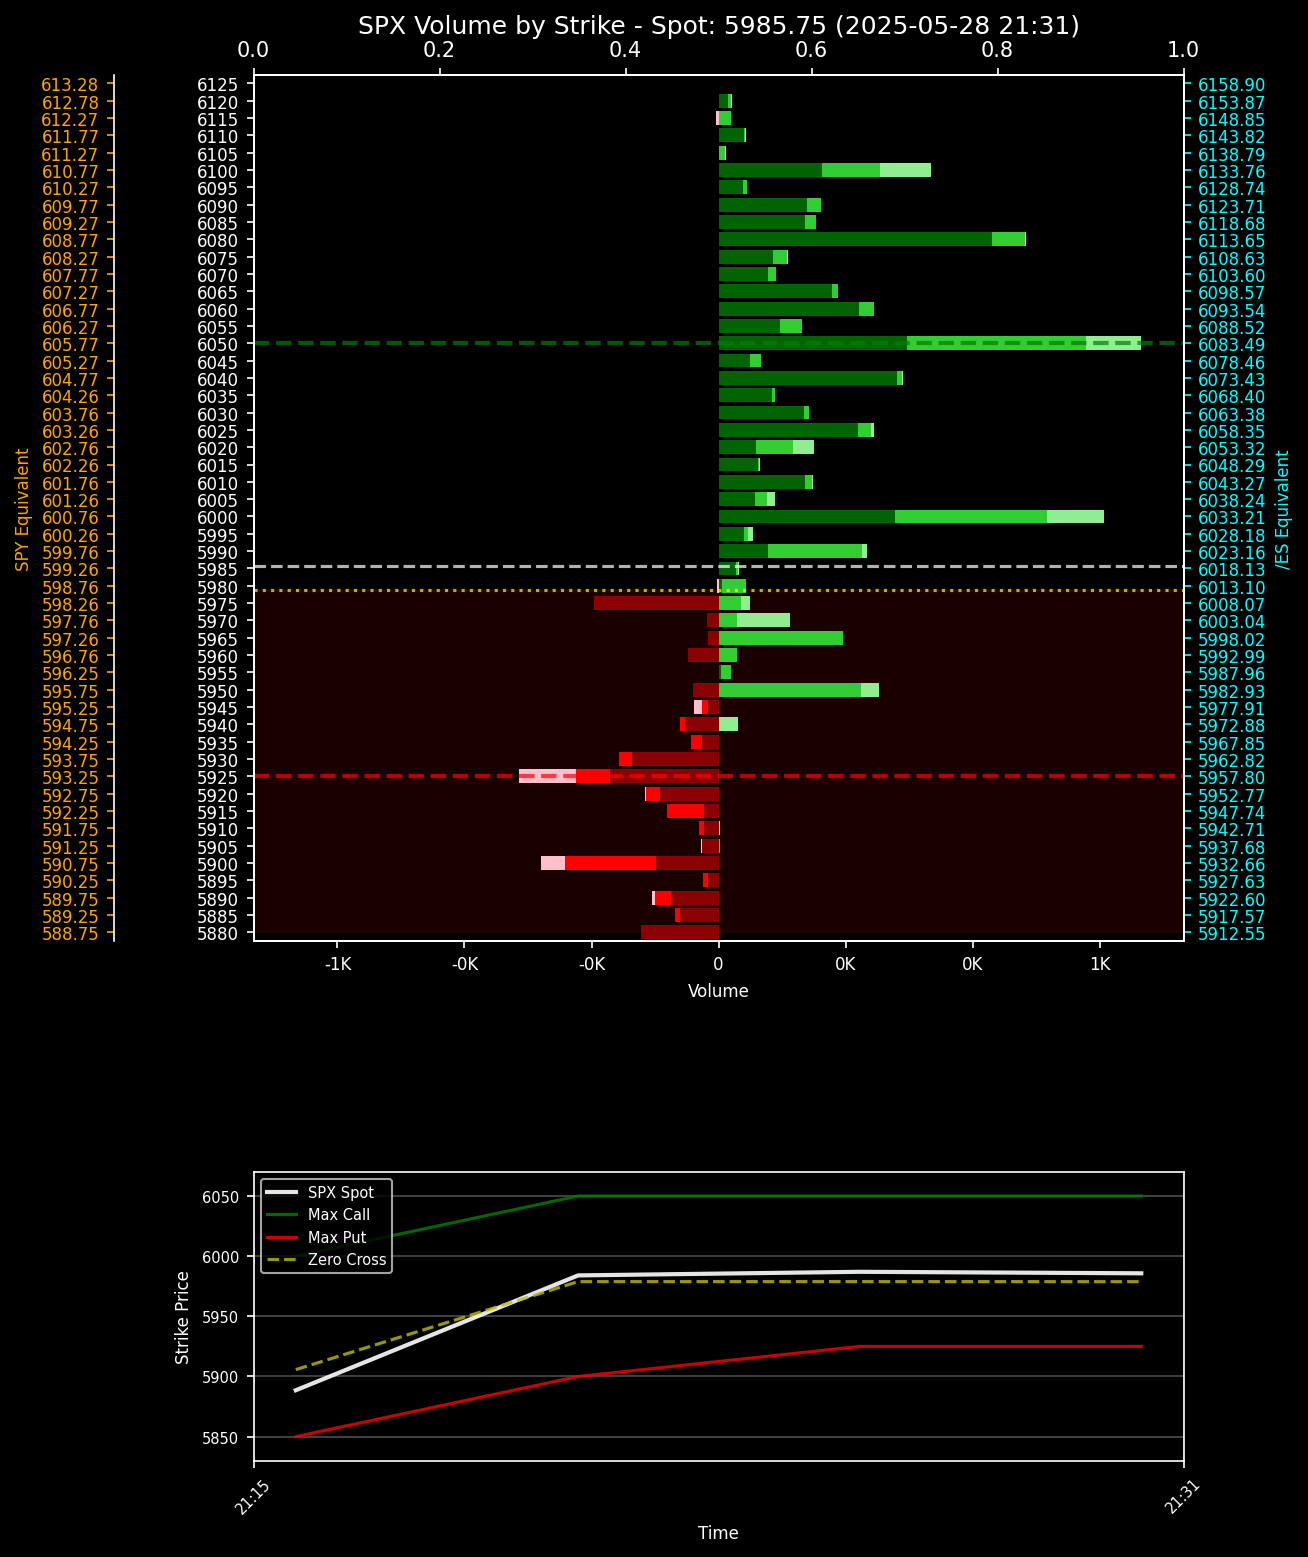 SPX Volume by Strike - Spot: 5985.75 (2025-05-28 21:31)
0.0 0.2 0.4 0.6 0.8 1.0
613.28 6125 6158.90
612.78 6120 6153.87
612.27 6115 6148.85
611.77 6110 6143.82
611.27 6105 6138.79
610.77 6100 6133.76
610.27 6095 6128.74
609.77 6090 6123.71
609.27 6085 6118.68
608.77 6080 6113.65
608.27 6075 6108.63
607.77 6070 6103.60
607.27 6065 6098.57
606.77 6060 6093.54
606.27 6055 6088.52
605.77 6050 6083.49
605.27 6045 6078.46
604.77 6040 6073.43
604.26 6035 6068.40
603.76 6030 6063.38
603.26 6025 6058.35
602.76 6020 6053.32
602.26 6015 6048.29
601.76 6010 6043.27
601.26 6005 6038.24
600.76 6000 6033.21
600.26 5995 6028.18
599.76 5990 6023.16
599.26 5985 6018.13
598.76 5980 6013.10
598.26 5975 6008.07
597.76 5970 6003.04
597.26 5965 5998.02
596.76 5960 5992.99
596.25 5955 5987.96
595.75 5950 5982.93
595.25 5945 5977.91
594.75 5940 5972.88
594.25 5935 5967.85
593.75 5930 5962.82
593.25 5925 5957.80
592.75 5920 5952.77
592.25 5915 5947.74
591.75 5910 5942.71
591.25 5905 5937.68
590.75 5900 5932.66
590.25 5895 5927.63
589.75 5890 5922.60
589.25 5885 5917.57
588.75 5880 5912.55
SPY Equivalent
/ES Equivalent
-1K -0K -0K 0 0K 0K 1K
Volume
SPX Spot
Max Call
Max Put
Zero Cross
6050
6000
5950
5900
5850
Strike Price
21:15 21:31
Time